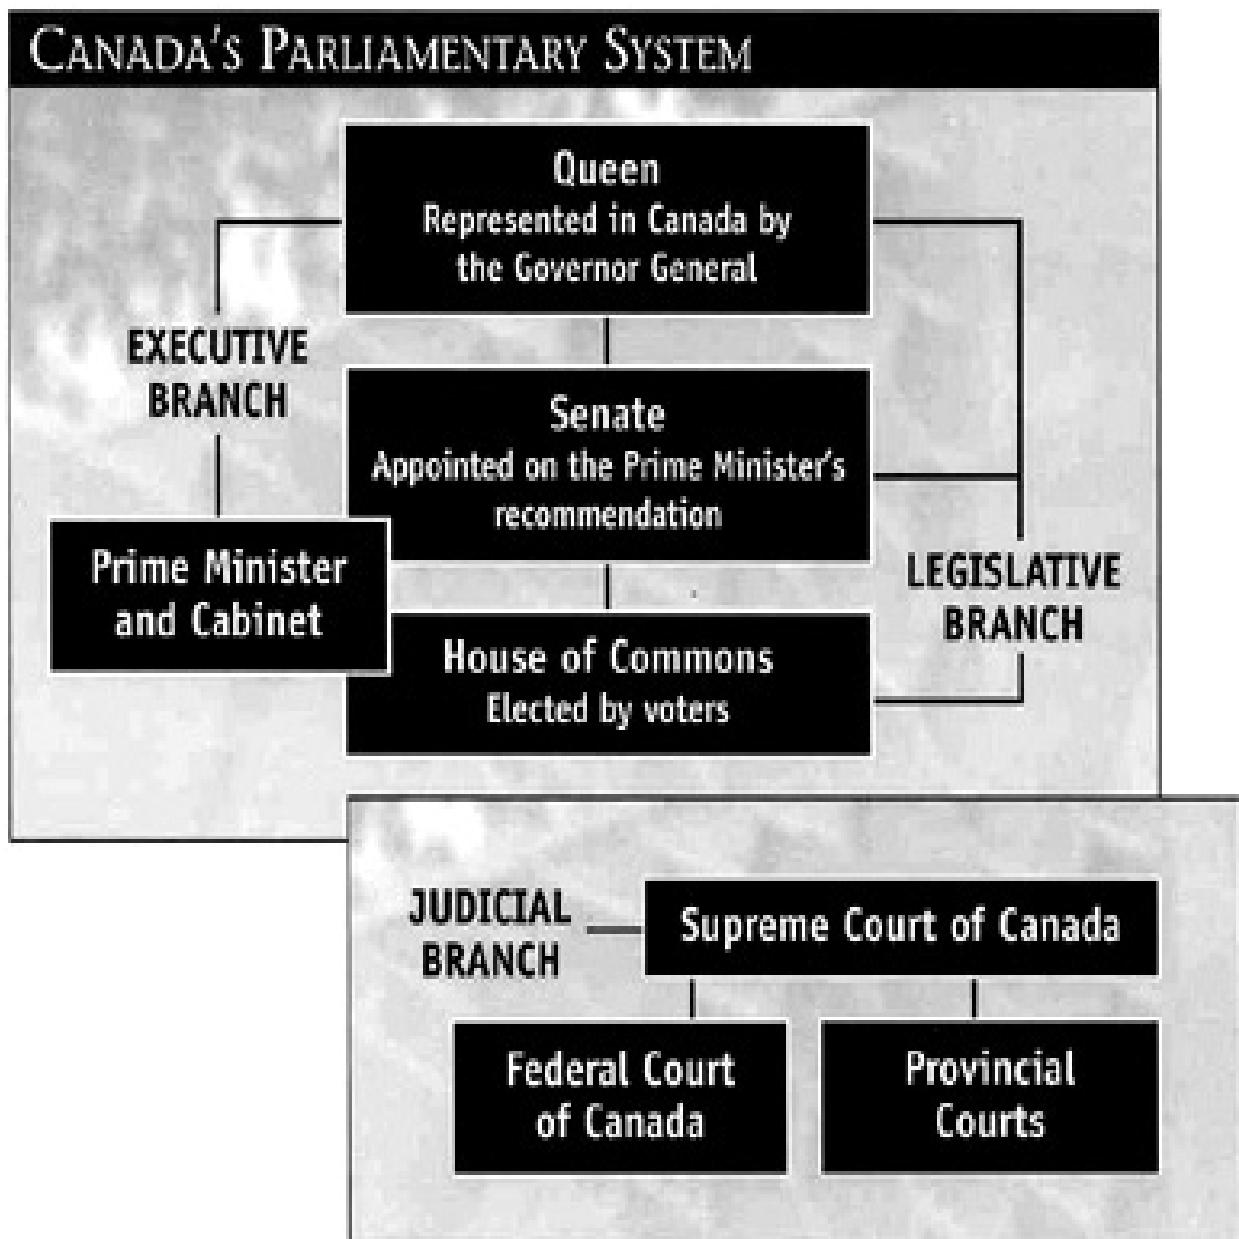 CANADA'S PARLIAMENTARY SYSTEM
Queen
Represented in Canada by
the Governor General
EXECUTIVE
BRANCH
Senate
Appointed on the Prime Minister's
recommendation
Prime Minister
and Cabinet
LEGISLATIVE
BRANCH
House of Commons
Elected by voters
JUDICIAL
BRANCH
Supreme Court of Canada
Federal Court
of Canada
Provincial
Courts